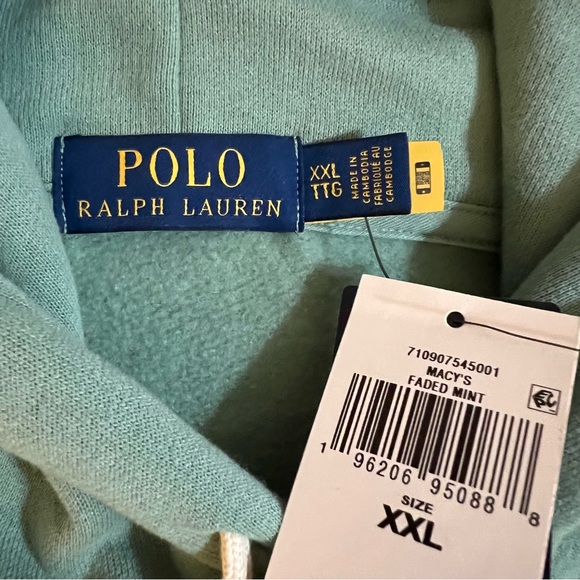 POLO
RALPH LAUREN
XXL
TTG
MADE IN
CAMBODIA
FABRIQUÉ AU
CAMBODGE
710907545001
MACY'S
FADED MINT
1 96206 95088 8
SIZE
XXL